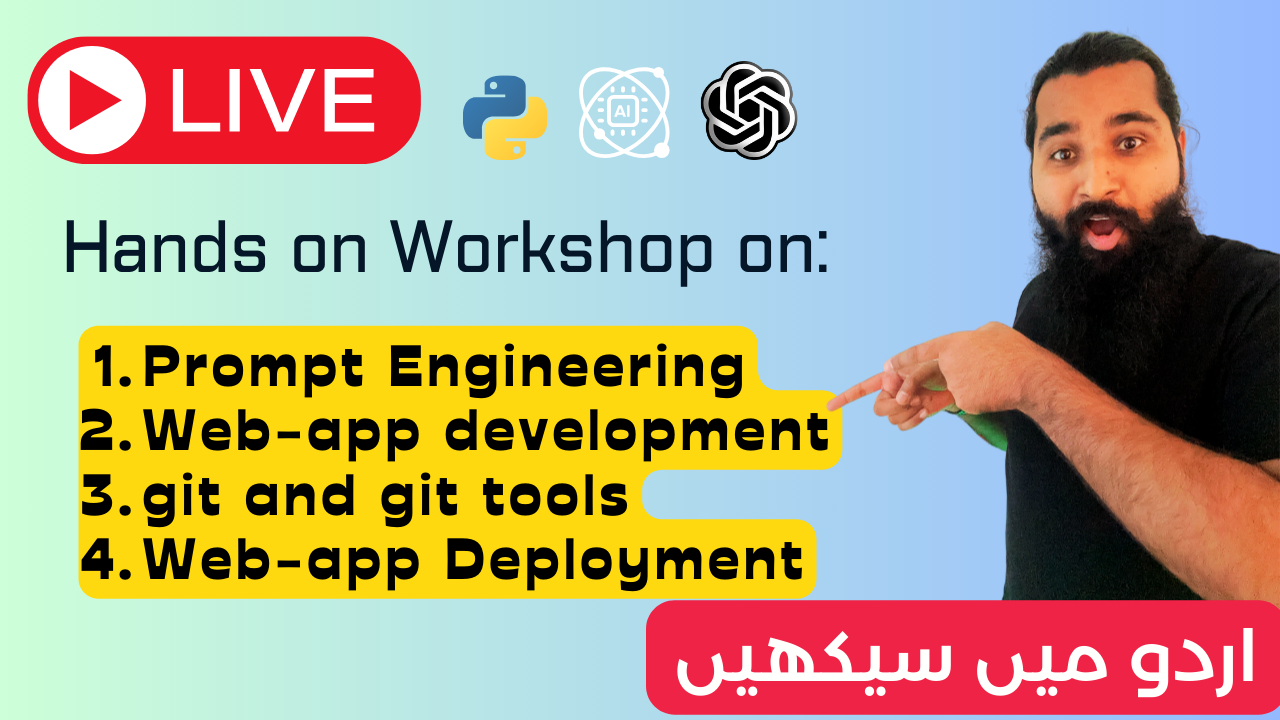 LIVE
AI
Hands on Workshop on:
1. Prompt Engineering
2. Web-app development
3. git and git tools
4. Web-app Deployment
اردو میں سیکھیں